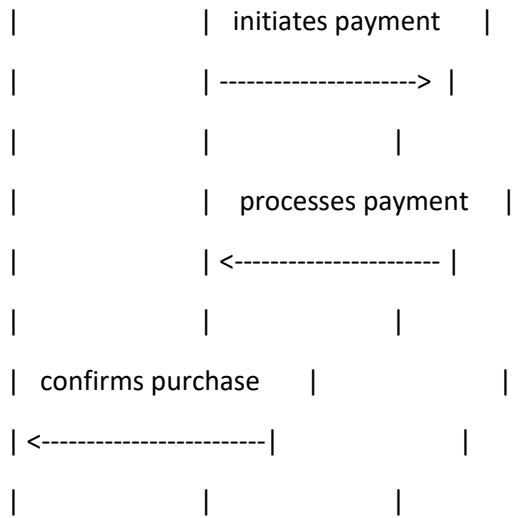 | | initiates payment |
| | ----------------------> |
| | |
| | processes payment |
| | <----------------------- |
| | |
| confirms purchase | |
| <-------------------------| |
| | |